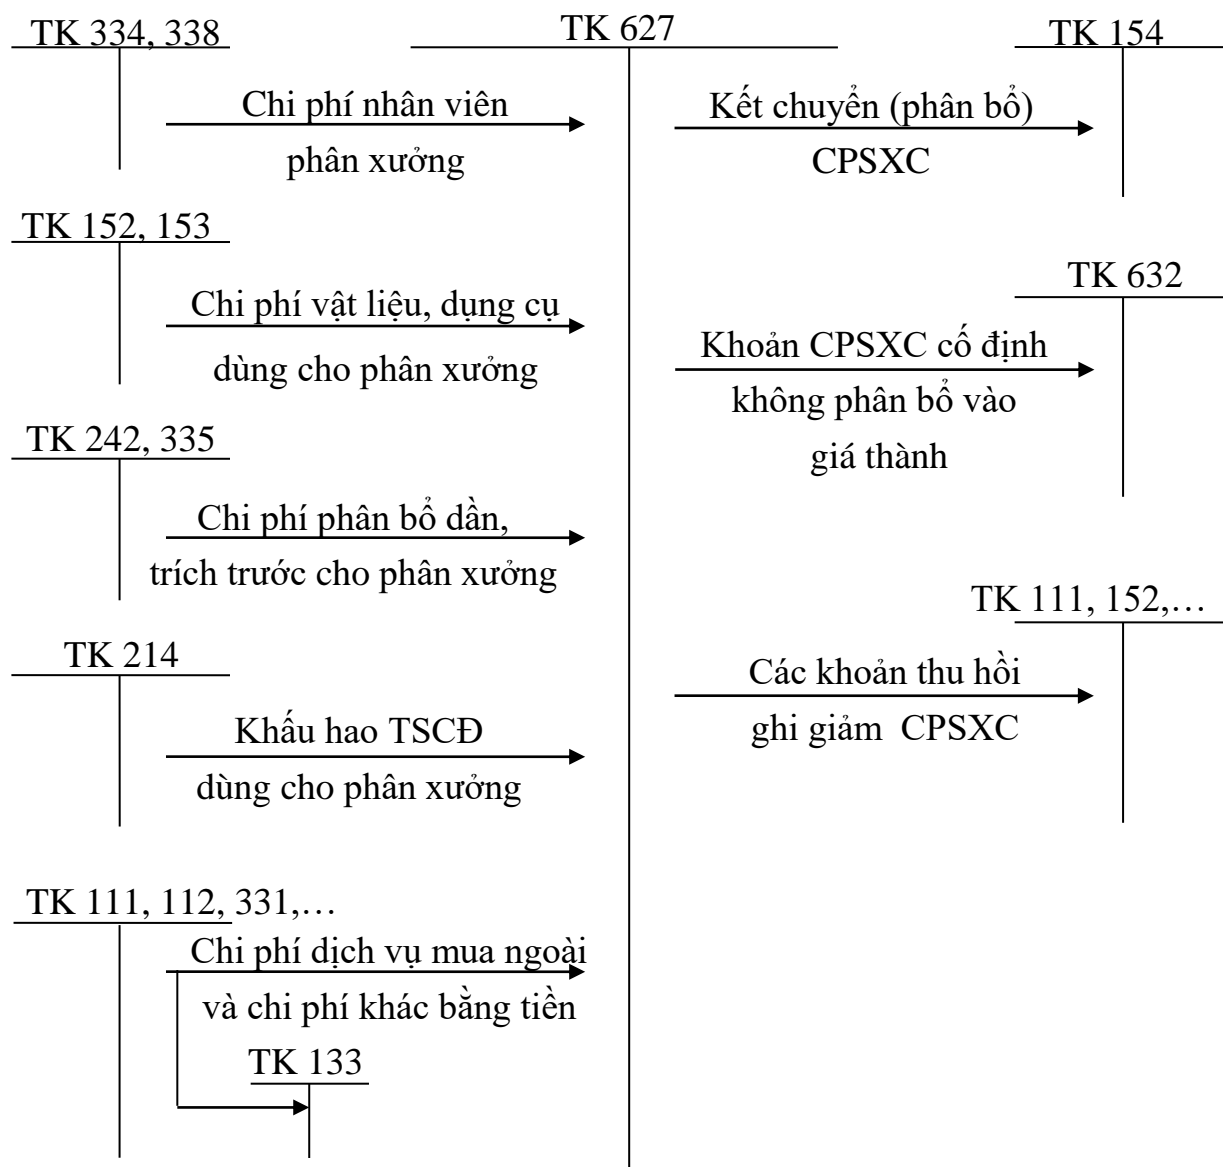 TK 334, 338
TK 627
TK 154
Chi phí nhân viên
phân xưởng
Kết chuyển (phân bổ)
CPSXC
TK 152, 153
TK 632
Chi phí vật liệu, dụng cụ
dùng cho phân xưởng
Khoản CPSXC cố định
không phân bổ vào
giá thành
TK 242, 335
Chi phí phân bổ dần,
trích trước cho phân xưởng
TK 111, 152,…
TK 214
Các khoản thu hồi
ghi giảm CPSXC
Khấu hao TSCĐ
dùng cho phân xưởng
TK 111, 112, 331,…
Chi phí dịch vụ mua ngoài
và chi phí khác bằng tiền
TK 133